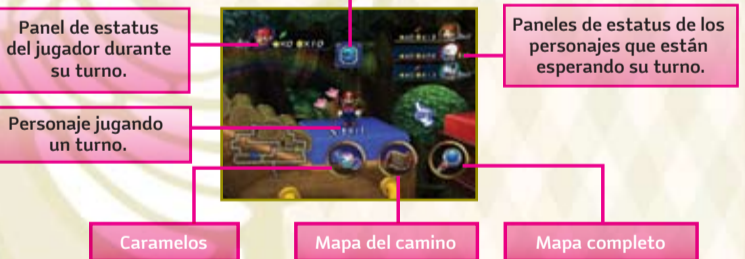 Panel de estatus
del jugador durante
su turno.
Paneles de estatus de los
personajes que están
esperando su turno.
Personaje jugando
un turno.
Caramelos
Mapa del camino
Mapa completo